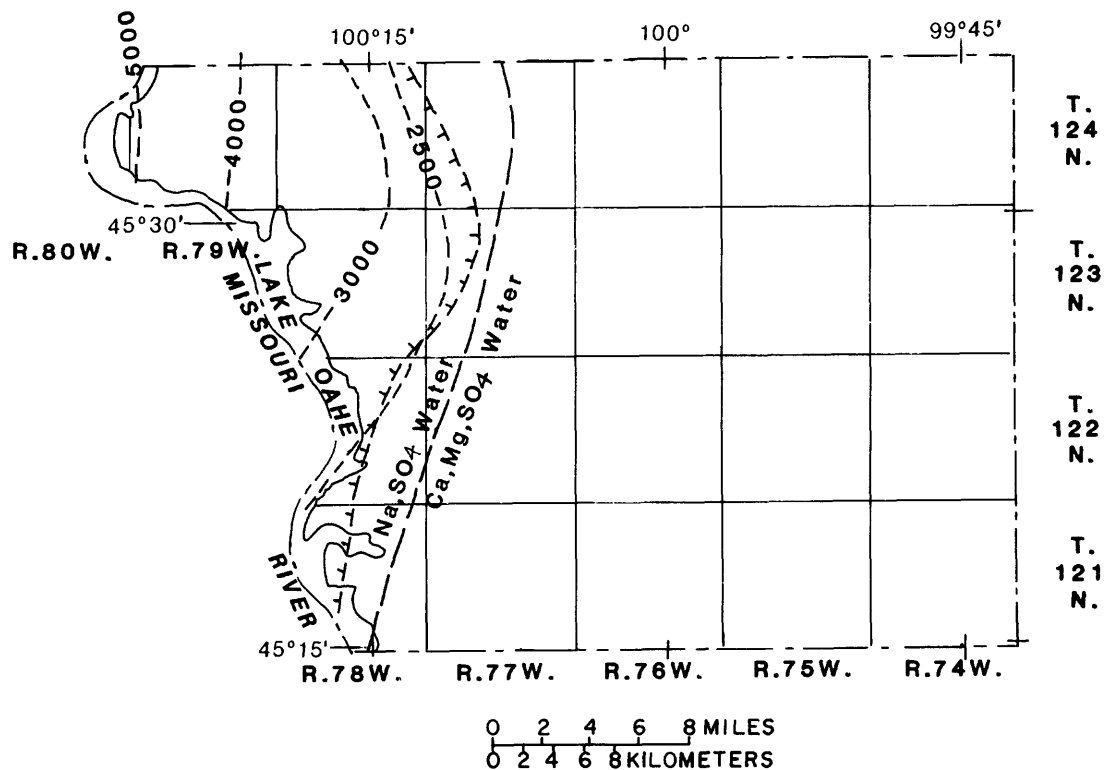 100°15'
100°
99°45'
5000
4000
2500
T.
124
N.
45°30'
R.80W.
R.79W.
3000
T.
123
N.
LAKE
OAHE
MISSOURI
RIVER
Na,SO4 Water
Ca,Mg,SO4 Water
T.
122
N.
T.
121
N.
45°15'
R.78W.
R.77W.
R.76W.
R.75W.
R.74W.
0 2 4 6 8 MILES
0 2 4 6 8 KILOMETERS